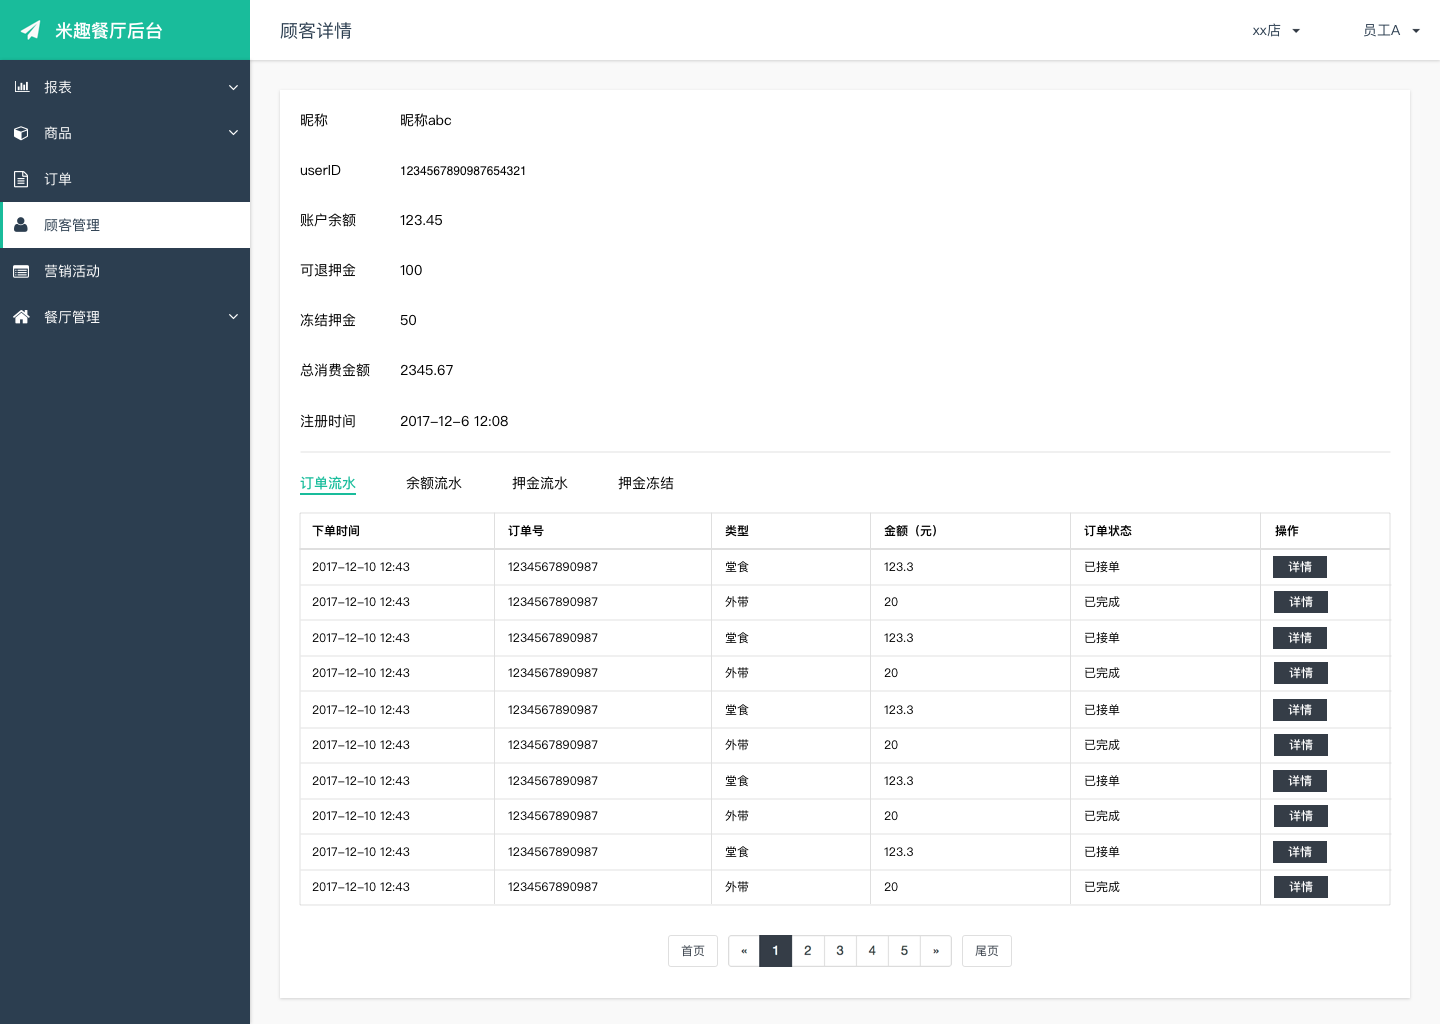 米趣餐厅后台
顾客详情
xx店
员工A
报表
商品
订单
顾客管理
营销活动
餐厅管理
昵称 昵称abc
userID 1234567890987654321
账户余额 123.45
可退押金 100
冻结押金 50
总消费金额 2345.67
注册时间 2017-12-6 12:08
订单流水 余额流水 押金流水 押金冻结
下单时间 订单号 类型 金额（元） 订单状态 操作
2017-12-10 12:43 1234567890987 堂食 123.3 已接单 详情
2017-12-10 12:43 1234567890987 外带 20 已完成 详情
2017-12-10 12:43 1234567890987 堂食 123.3 已接单 详情
2017-12-10 12:43 1234567890987 外带 20 已完成 详情
2017-12-10 12:43 1234567890987 堂食 123.3 已接单 详情
2017-12-10 12:43 1234567890987 外带 20 已完成 详情
2017-12-10 12:43 1234567890987 堂食 123.3 已接单 详情
2017-12-10 12:43 1234567890987 外带 20 已完成 详情
2017-12-10 12:43 1234567890987 堂食 123.3 已接单 详情
2017-12-10 12:43 1234567890987 外带 20 已完成 详情
首页 « 1 2 3 4 5 » 尾页